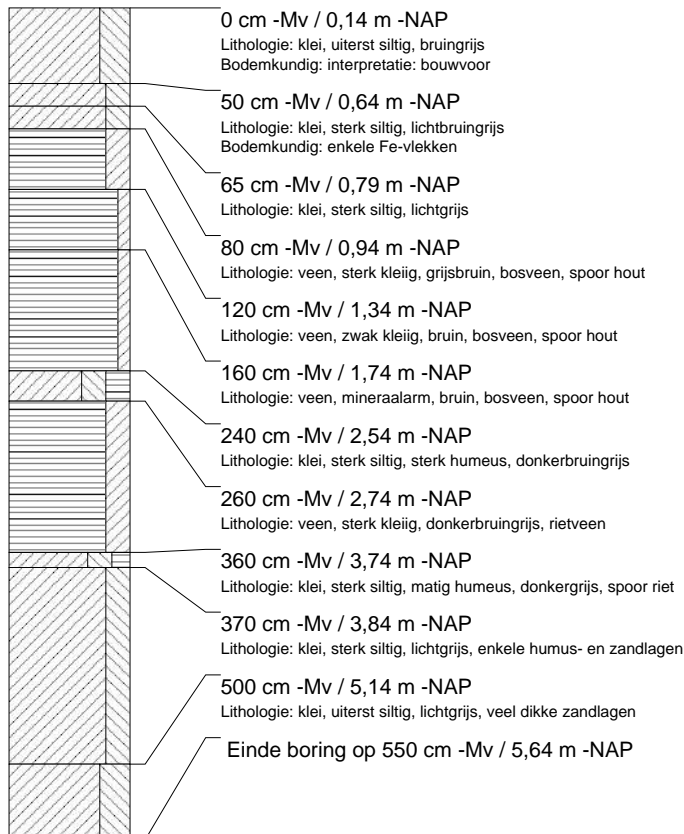 0 cm -Mv / 0,14 m -NAP
Lithologie: klei, uiterst siltig, bruingrijs
Bodemkundig: interpretatie: bouwvoor
50 cm -Mv / 0,64 m -NAP
Lithologie: klei, sterk siltig, lichtbruingrijs
Bodemkundig: enkele Fe-vlekken
65 cm -Mv / 0,79 m -NAP
Lithologie: klei, sterk siltig, lichtgrijs
80 cm -Mv / 0,94 m -NAP
Lithologie: veen, sterk kleiig, grijsbruin, bosveen, spoor hout
120 cm -Mv / 1,34 m -NAP
Lithologie: veen, zwak kleiig, bruin, bosveen, spoor hout
160 cm -Mv / 1,74 m -NAP
Lithologie: veen, mineraalarm, bruin, bosveen, spoor hout
240 cm -Mv / 2,54 m -NAP
Lithologie: klei, sterk siltig, sterk humeus, donkerbruingrijs
260 cm -Mv / 2,74 m -NAP
Lithologie: veen, sterk kleiig, donkerbruingrijs, rietveen
360 cm -Mv / 3,74 m -NAP
Lithologie: klei, sterk siltig, matig humeus, donkergrijs, spoor riet
370 cm -Mv / 3,84 m -NAP
Lithologie: klei, sterk siltig, lichtgrijs, enkele humus- en zandlagen
500 cm -Mv / 5,14 m -NAP
Lithologie: klei, uiterst siltig, lichtgrijs, veel dikke zandlagen
Einde boring op 550 cm -Mv / 5,64 m -NAP